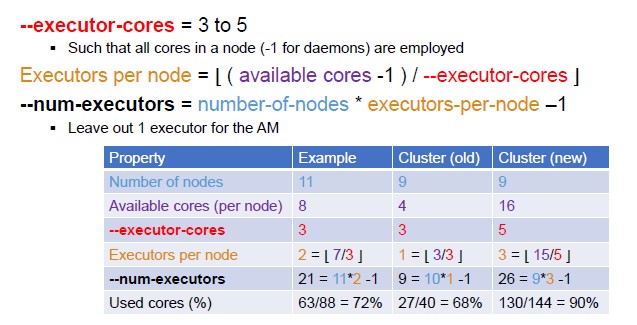 --executor-cores = 3 to 5
▪ Such that all cores in a node (-1 for daemons) are employed
Executors per node = ⌊ ( available cores -1 ) / --executor-cores ⌋
--num-executors = number-of-nodes * executors-per-node –1
▪ Leave out 1 executor for the AM
Property Example Cluster (old) Cluster (new)
Number of nodes 11 9 9
Available cores (per node) 8 4 16
--executor-cores 3 3 5
Executors per node 2 = ⌊ 7/3 ⌋ 1 = ⌊ 3/3 ⌋ 3 = ⌊ 15/5 ⌋
--num-executors 21 = 11*2 -1 9 = 10*1 -1 26 = 9*3 -1
Used cores (%) 63/88 = 72% 27/40 = 68% 130/144 = 90%